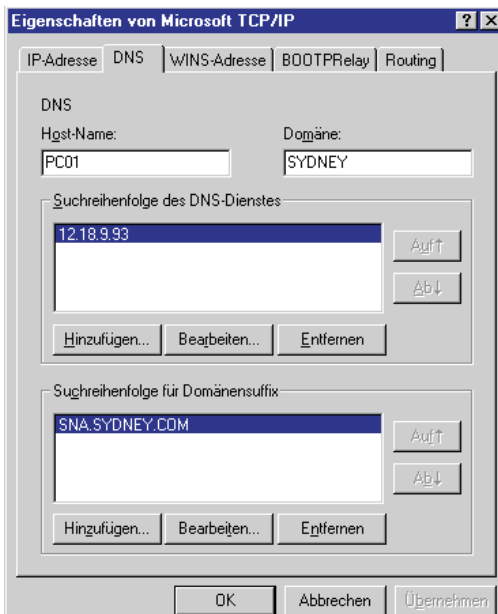 Eigenschaften von Microsoft TCP/IP
IP-Adresse DNS WINS-Adresse BOOTPRelay Routing
DNS
Host-Name: Domäne:
PC01 SYDNEY
Suchreihenfolge des DNS-Dienstes
12.18.9.93
Auf↑
Ab↓
Hinzufügen... Bearbeiten... Entfernen
Suchreihenfolge für Domänensuffix
SNA.SYDNEY.COM
Auf↑
Ab↓
Hinzufügen... Bearbeiten... Entfernen
OK Abbrechen Übernehmen